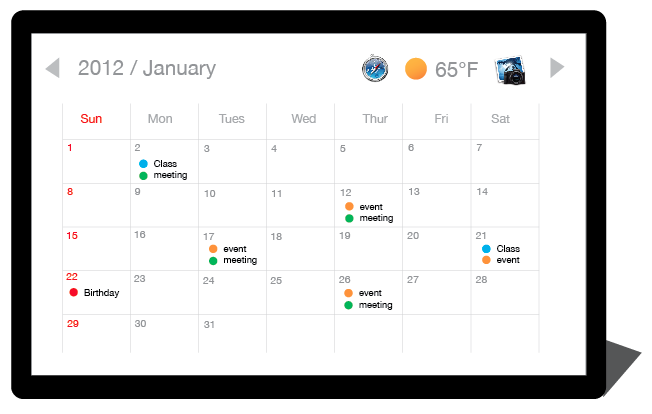 2012 / January
65°F
Sun Mon Tues Wed Thur Fri Sat
1 2 3 4 5 6 7
Class
meeting
8 9 10 11 12 13 14
event
meeting
15 16 17 18 19 20 21
event Class
meeting event
22 23 24 25 26 27 28
Birthday event
meeting
29 30 31